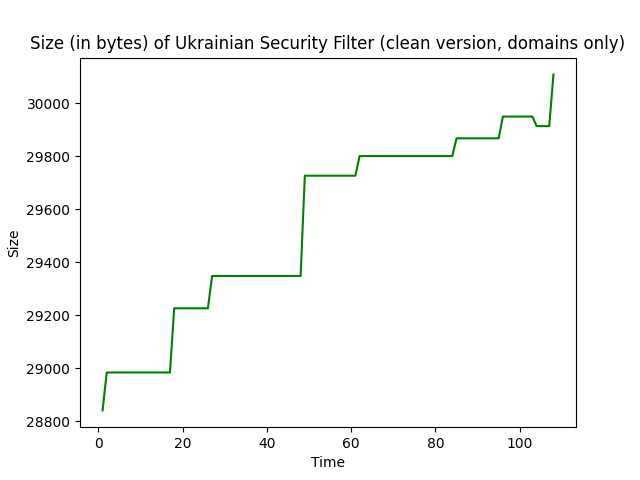 Size (in bytes) of Ukrainian Security Filter (clean version, domains only)
30000
29800
29600
29400
29200
29000
28800
Size
0 20 40 60 80 100
Time